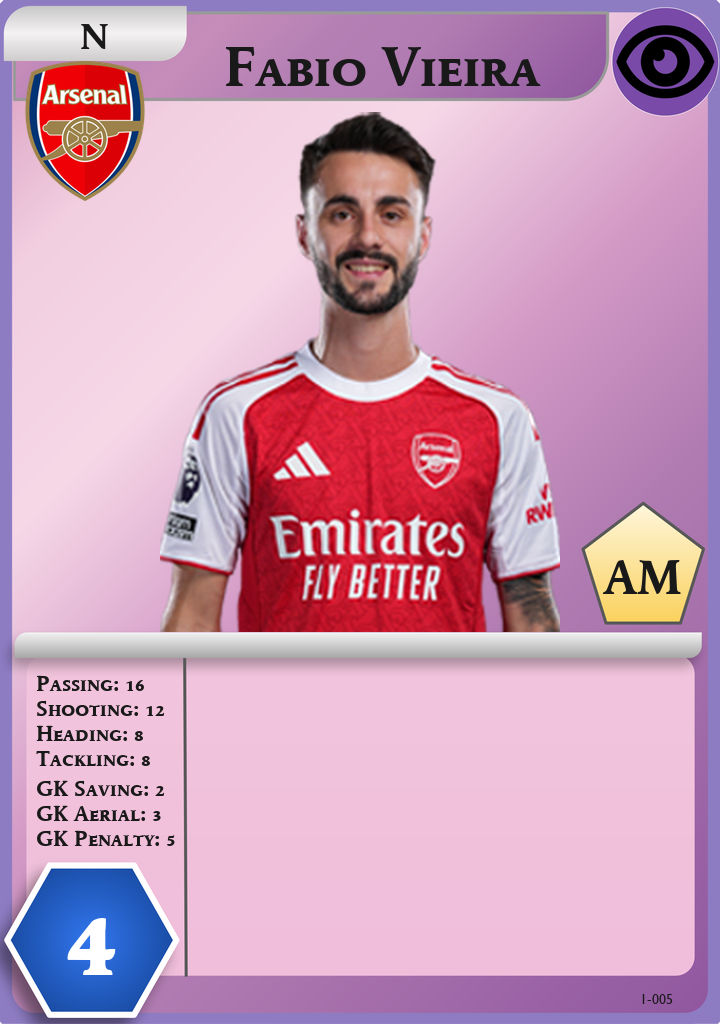 N
Fabio Vieira
Arsenal
Arsenal
Emirates
FLY BETTER
AM
Passing: 16
Shooting: 12
Heading: 8
Tackling: 8
GK Saving: 2
GK Aerial: 3
GK Penalty: 5
4
1-005